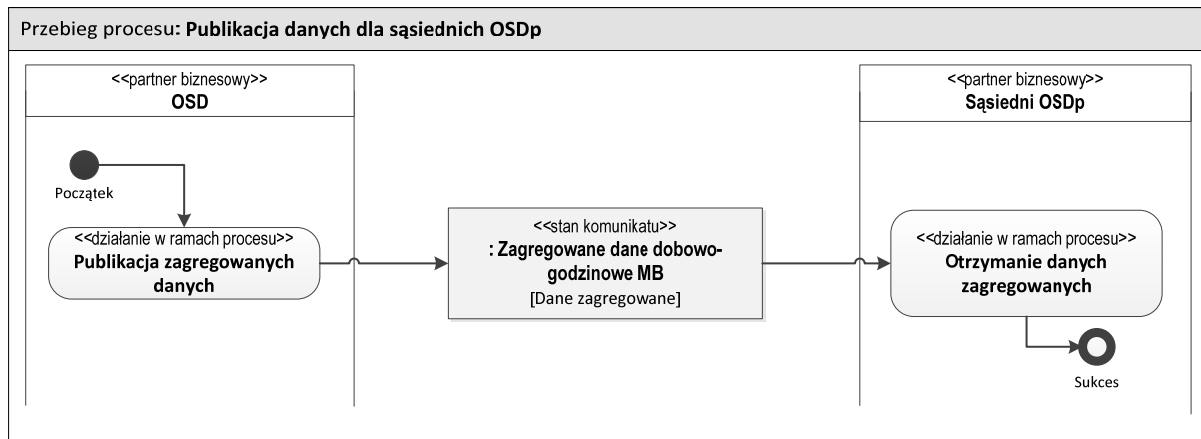 Przebieg procesu: Publikacja danych dla sąsiednich OSDp
<<partner biznesowy>>
OSD
<<partner biznesowy>>
Sąsiedni OSDp
Początek
<<działanie w ramach procesu>>
Publikacja zagregowanych
danych
<<stan komunikatu>>
: Zagregowane dane dobowo-
godzinowe MB
[Dane zagregowane]
<<działanie w ramach procesu>>
Otrzymanie danych
zagregowanych
Sukces